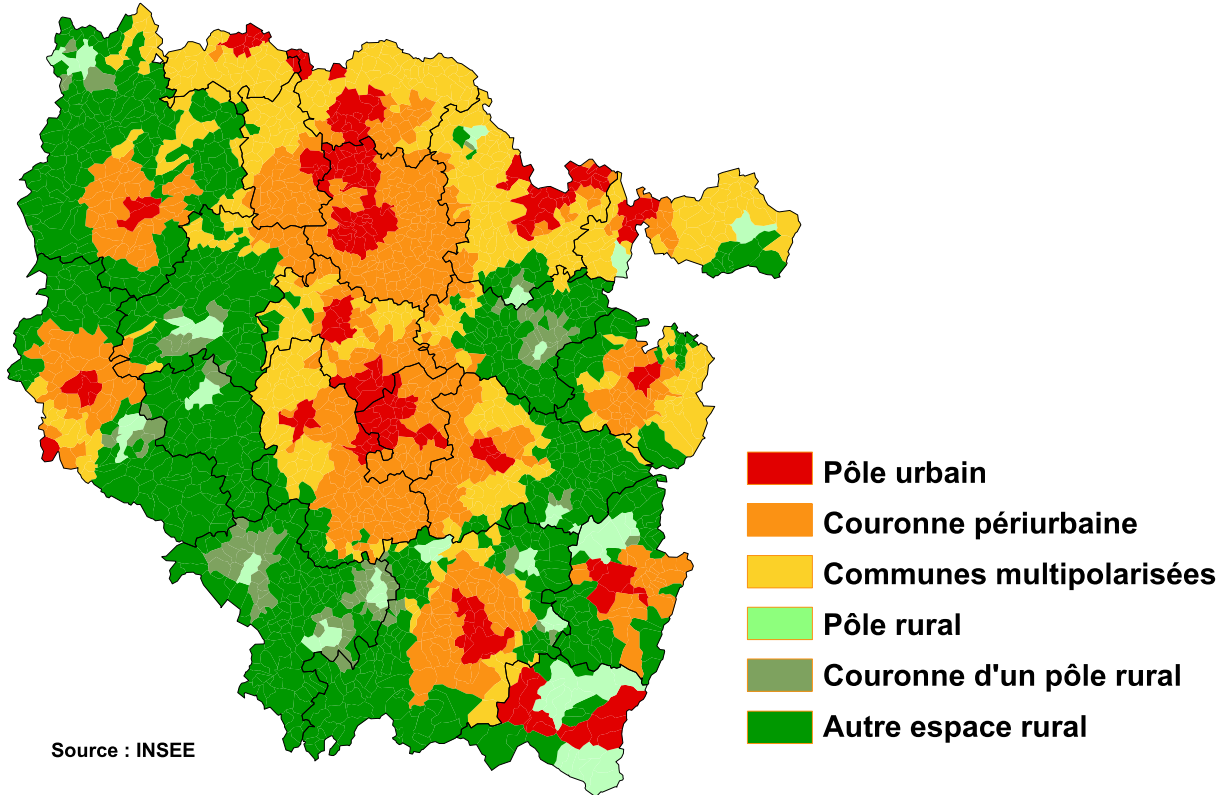 Pôle urbain
Couronne périurbaine
Communes multipolarisées
Pôle rural
Couronne d'un pôle rural
Autre espace rural
Source : INSEE